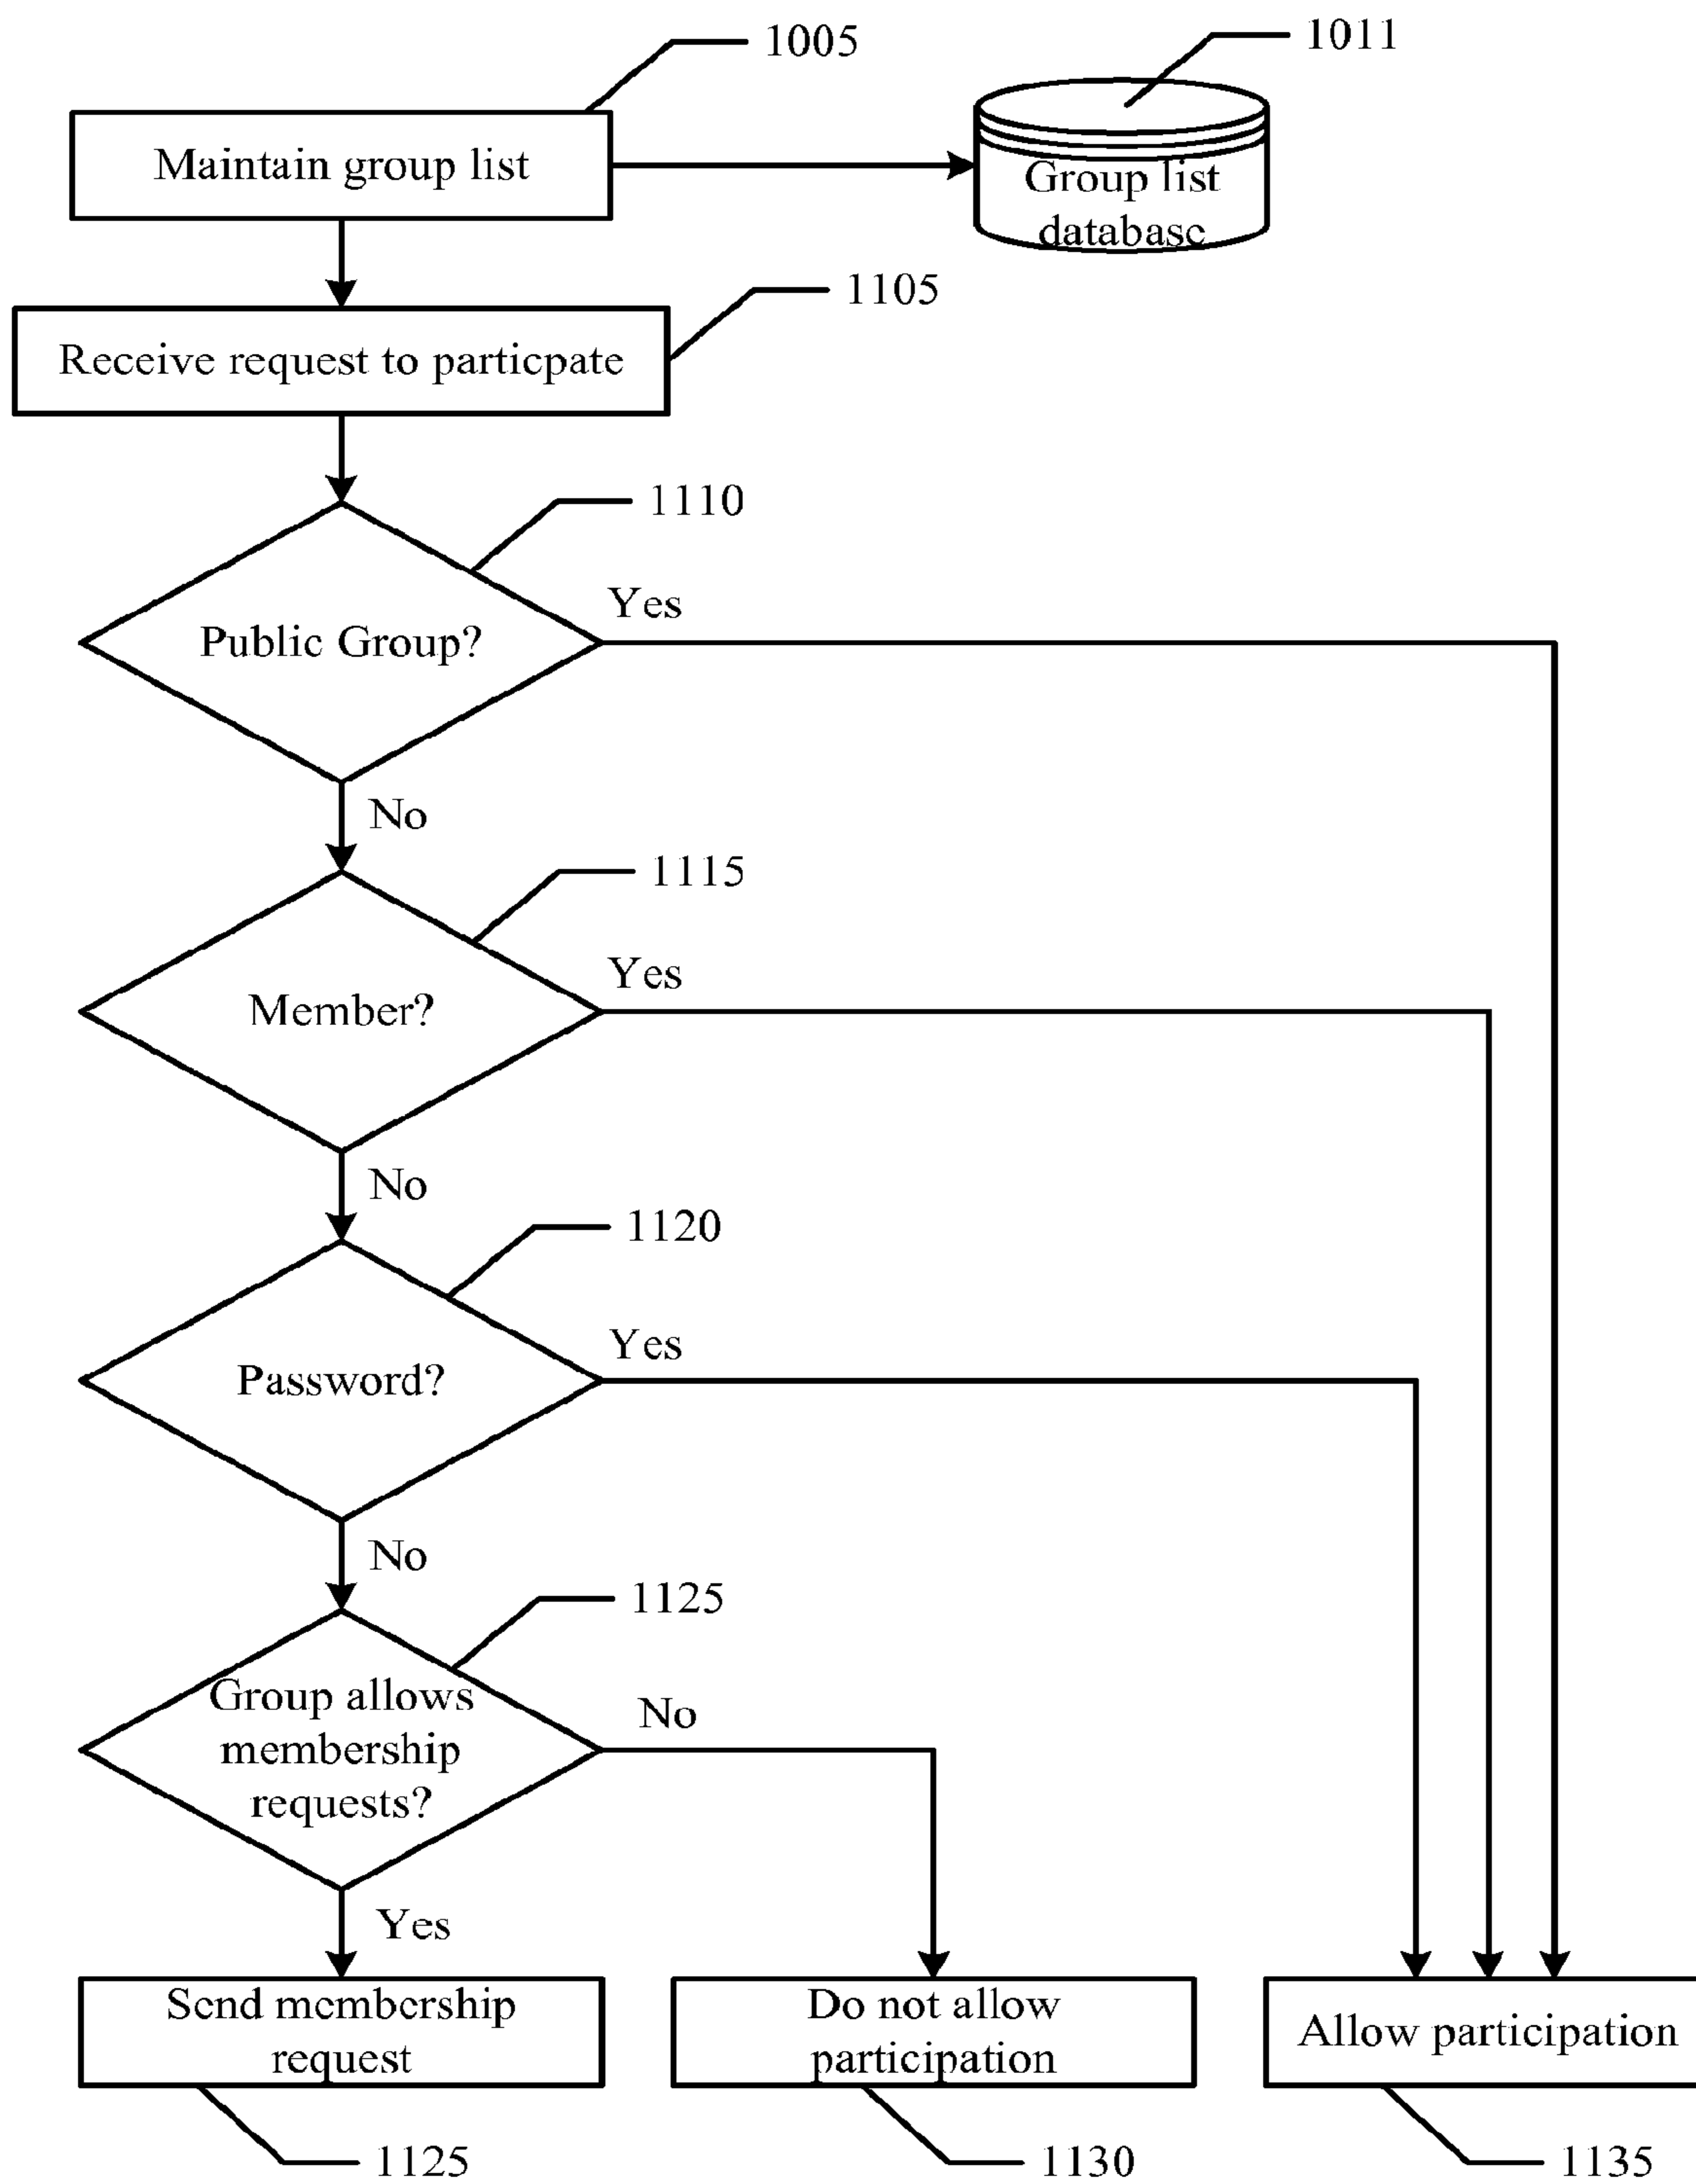 1005
1011
Maintain group list
Group list
database
1105
Receive request to particpate
1110
Yes
Public Group?
No
1115
Yes
Member?
No
1120
Yes
Password?
No
1125
Group allows
membership
requests?
No
Yes
Send membership
request
Do not allow
participation
Allow participation
1125
1130
1135